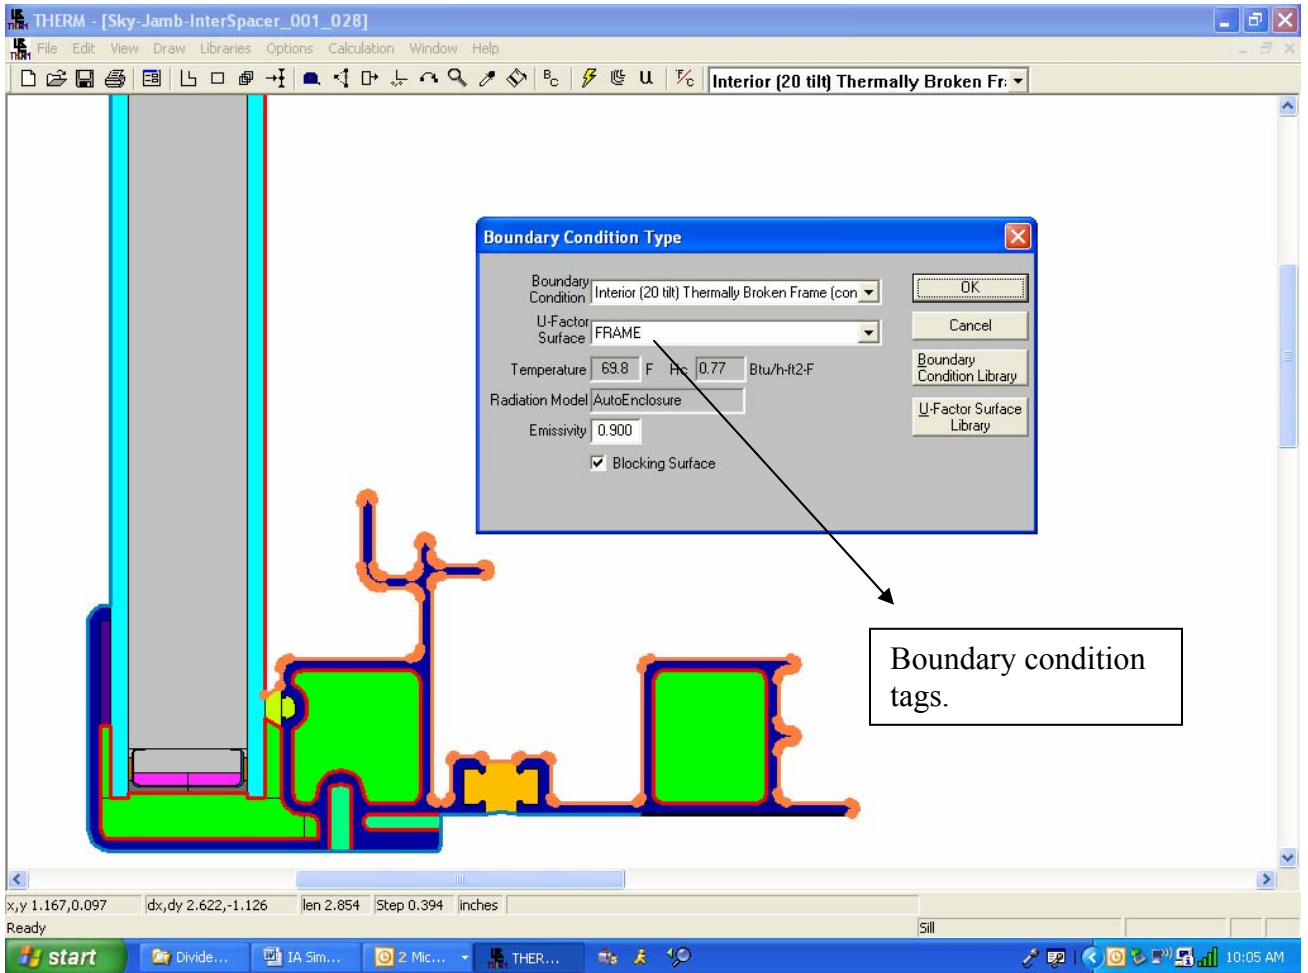 THERM - [Sky-Jamb-InterSpacer_001_028]
File Edit View Draw Libraries Options Calculation Window Help
Interior (20 tilt) Thermally Broken Fr
Boundary Condition Type
Boundary Condition
Interior (20 tilt) Thermally Broken Frame (con
OK
U-Factor Surface
FRAME
Cancel
Temperature 69.8 F Hc 0.77 Btu/h-ft2-F
Boundary Condition Library
Radiation Model AutoEnclosure
U-Factor Surface Library
Emissivity 0.900
Blocking Surface
Boundary condition
tags.
x,y 1.167,0.097 dx,dy 2.622,-1.126 len 2.854 Step 0.394 inches
Ready Sill
start Divide... IA Sim... 2 Mic... THER... 10:05 AM